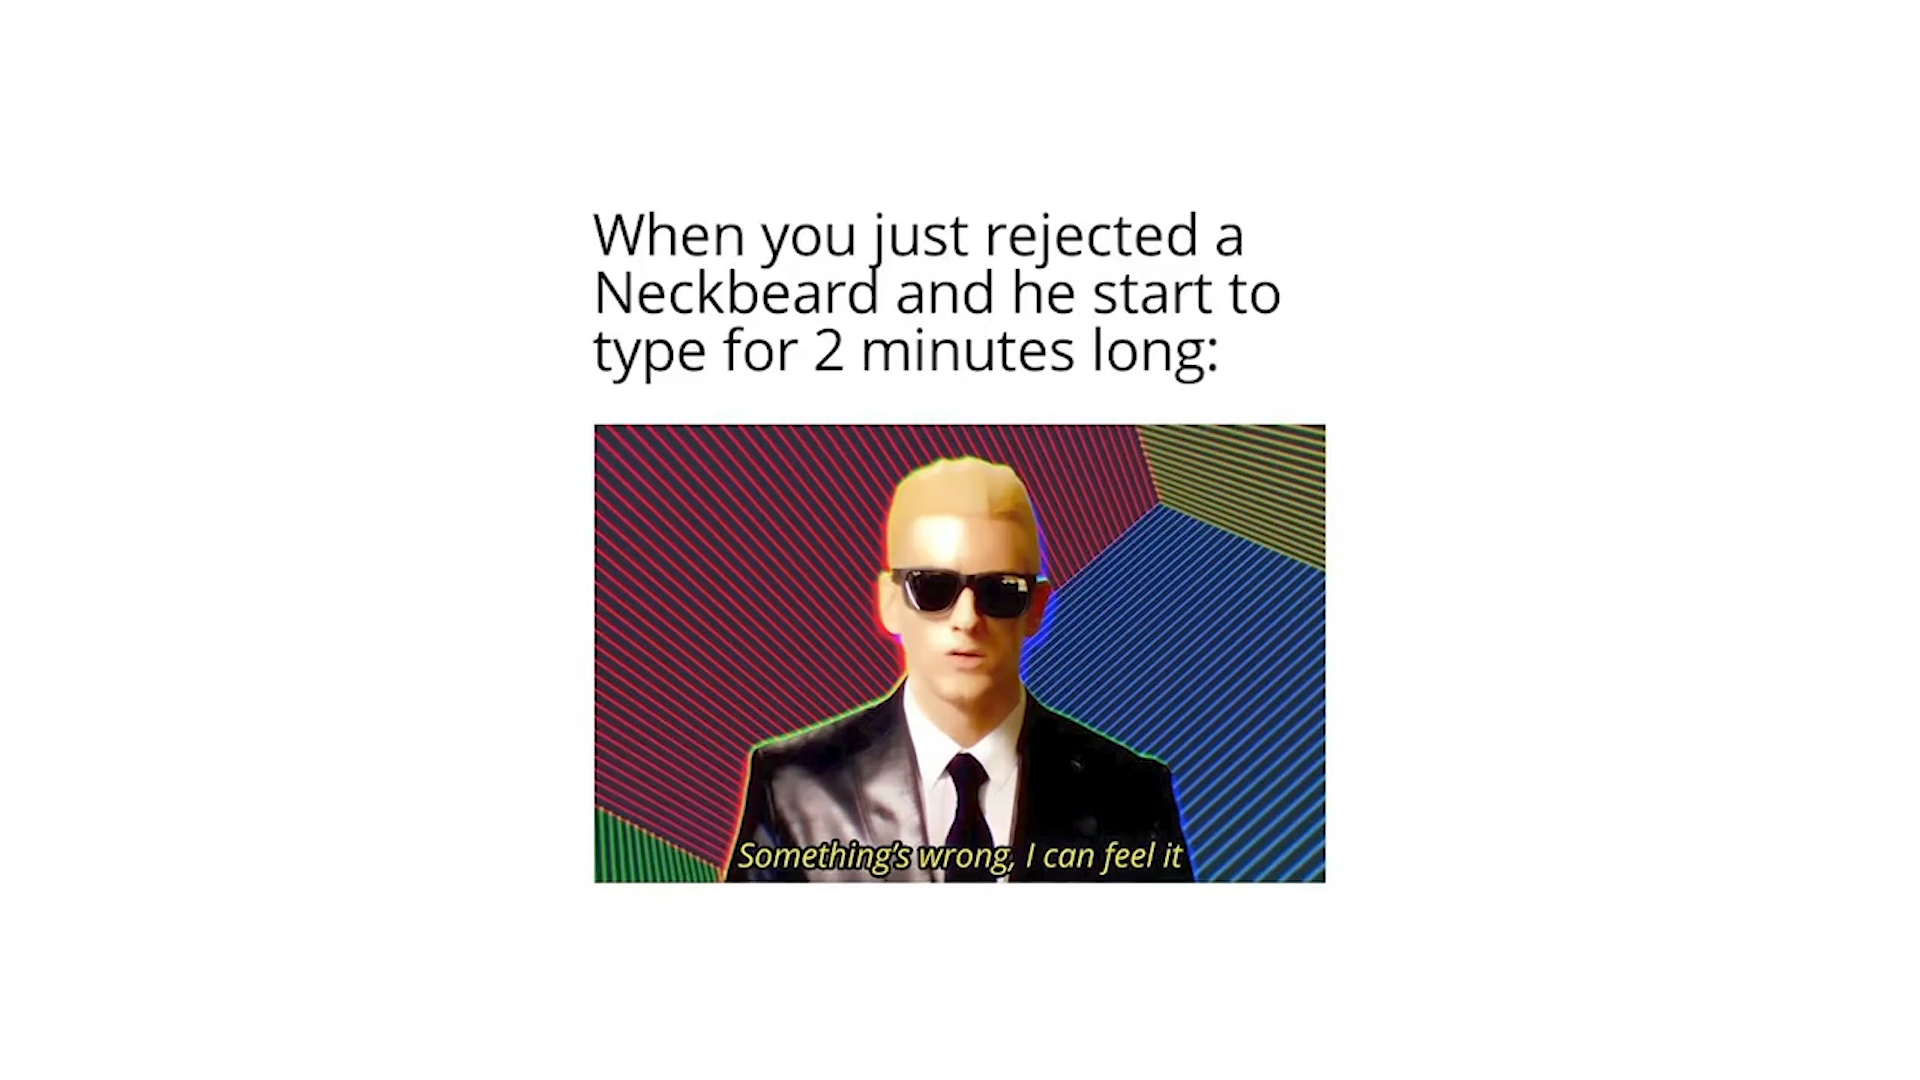 When you just rejected a
Neckbeard and he start to
type for 2 minutes long:
Something's wrong, I can feel it